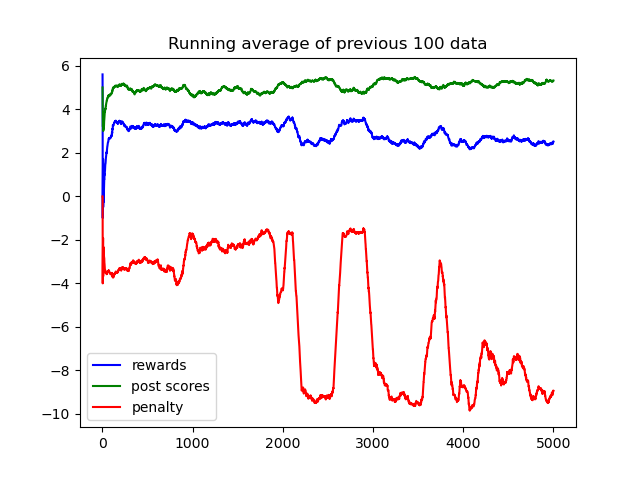 Running average of previous 100 data
6
4
2
0
−2
−4
−6
−8
−10
rewards
post scores
penalty
0 1000 2000 3000 4000 5000